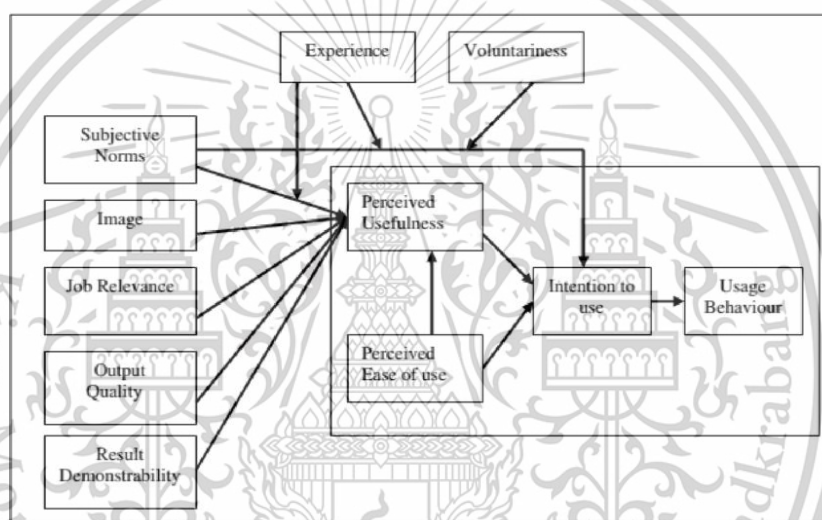 Experience
Voluntariness
Subjective
Norms
Image
Job Relevance
Output
Quality
Result
Demonstrability
Perceived
Usefulness
Perceived
Ease of use
Intention to
use
Usage
Behaviour